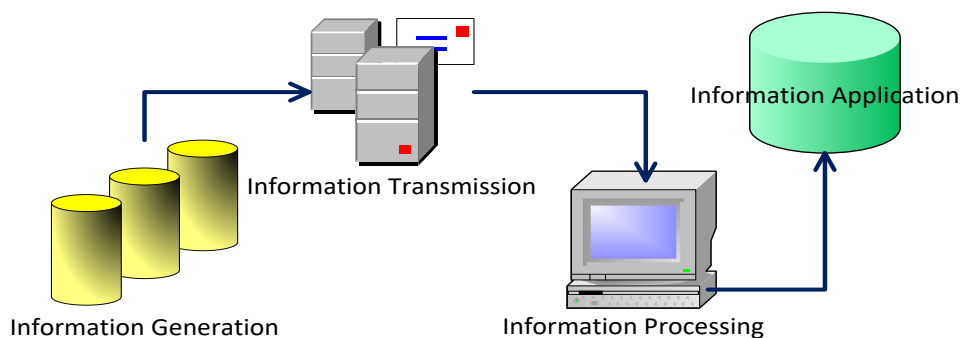 Information Application
Information Transmission
Information Generation
Information Processing